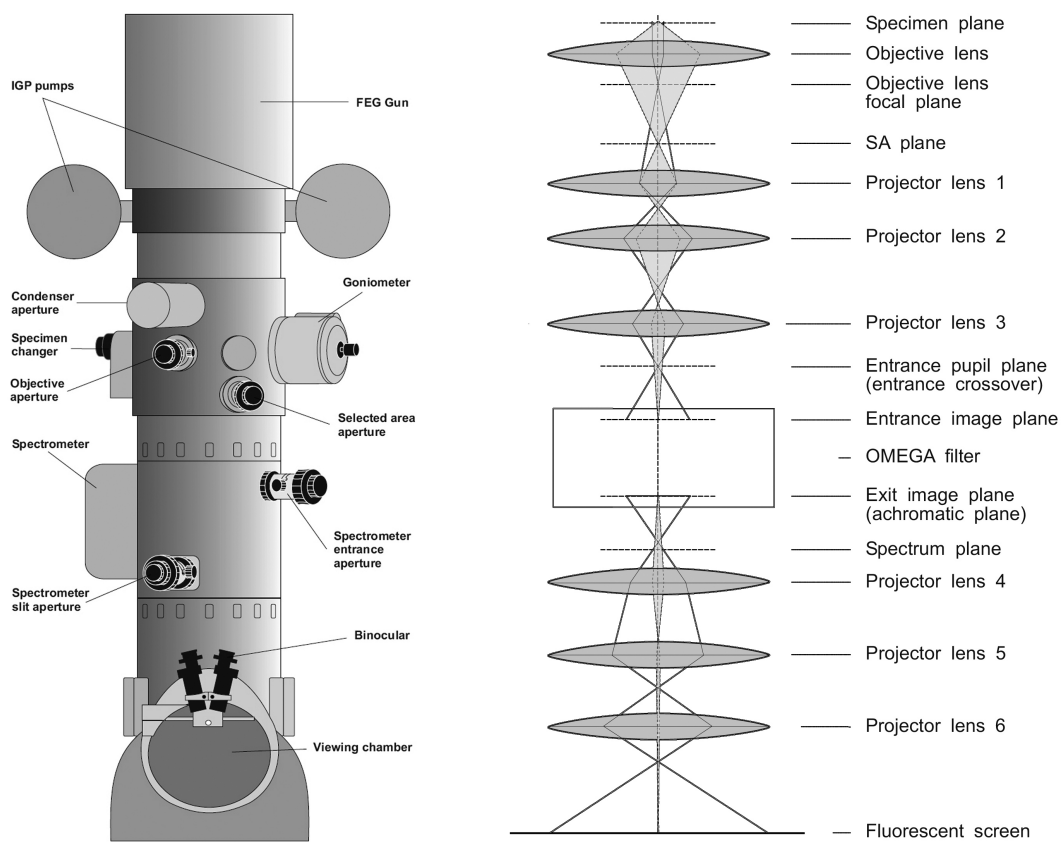 IGP pumps
FEG Gun
Condenser
aperture
Goniometer
Specimen
changer
Objective
aperture
Selected area
aperture
Spectrometer
Spectrometer
entrance
aperture
Spectrometer
slit aperture
Binocular
Viewing chamber
Specimen plane
Objective lens
Objective lens
focal plane
SA plane
Projector lens 1
Projector lens 2
Projector lens 3
Entrance pupil plane
(entrance crossover)
Entrance image plane
OMEGA filter
Exit image plane
(achromatic plane)
Spectrum plane
Projector lens 4
Projector lens 5
Projector lens 6
Fluorescent screen